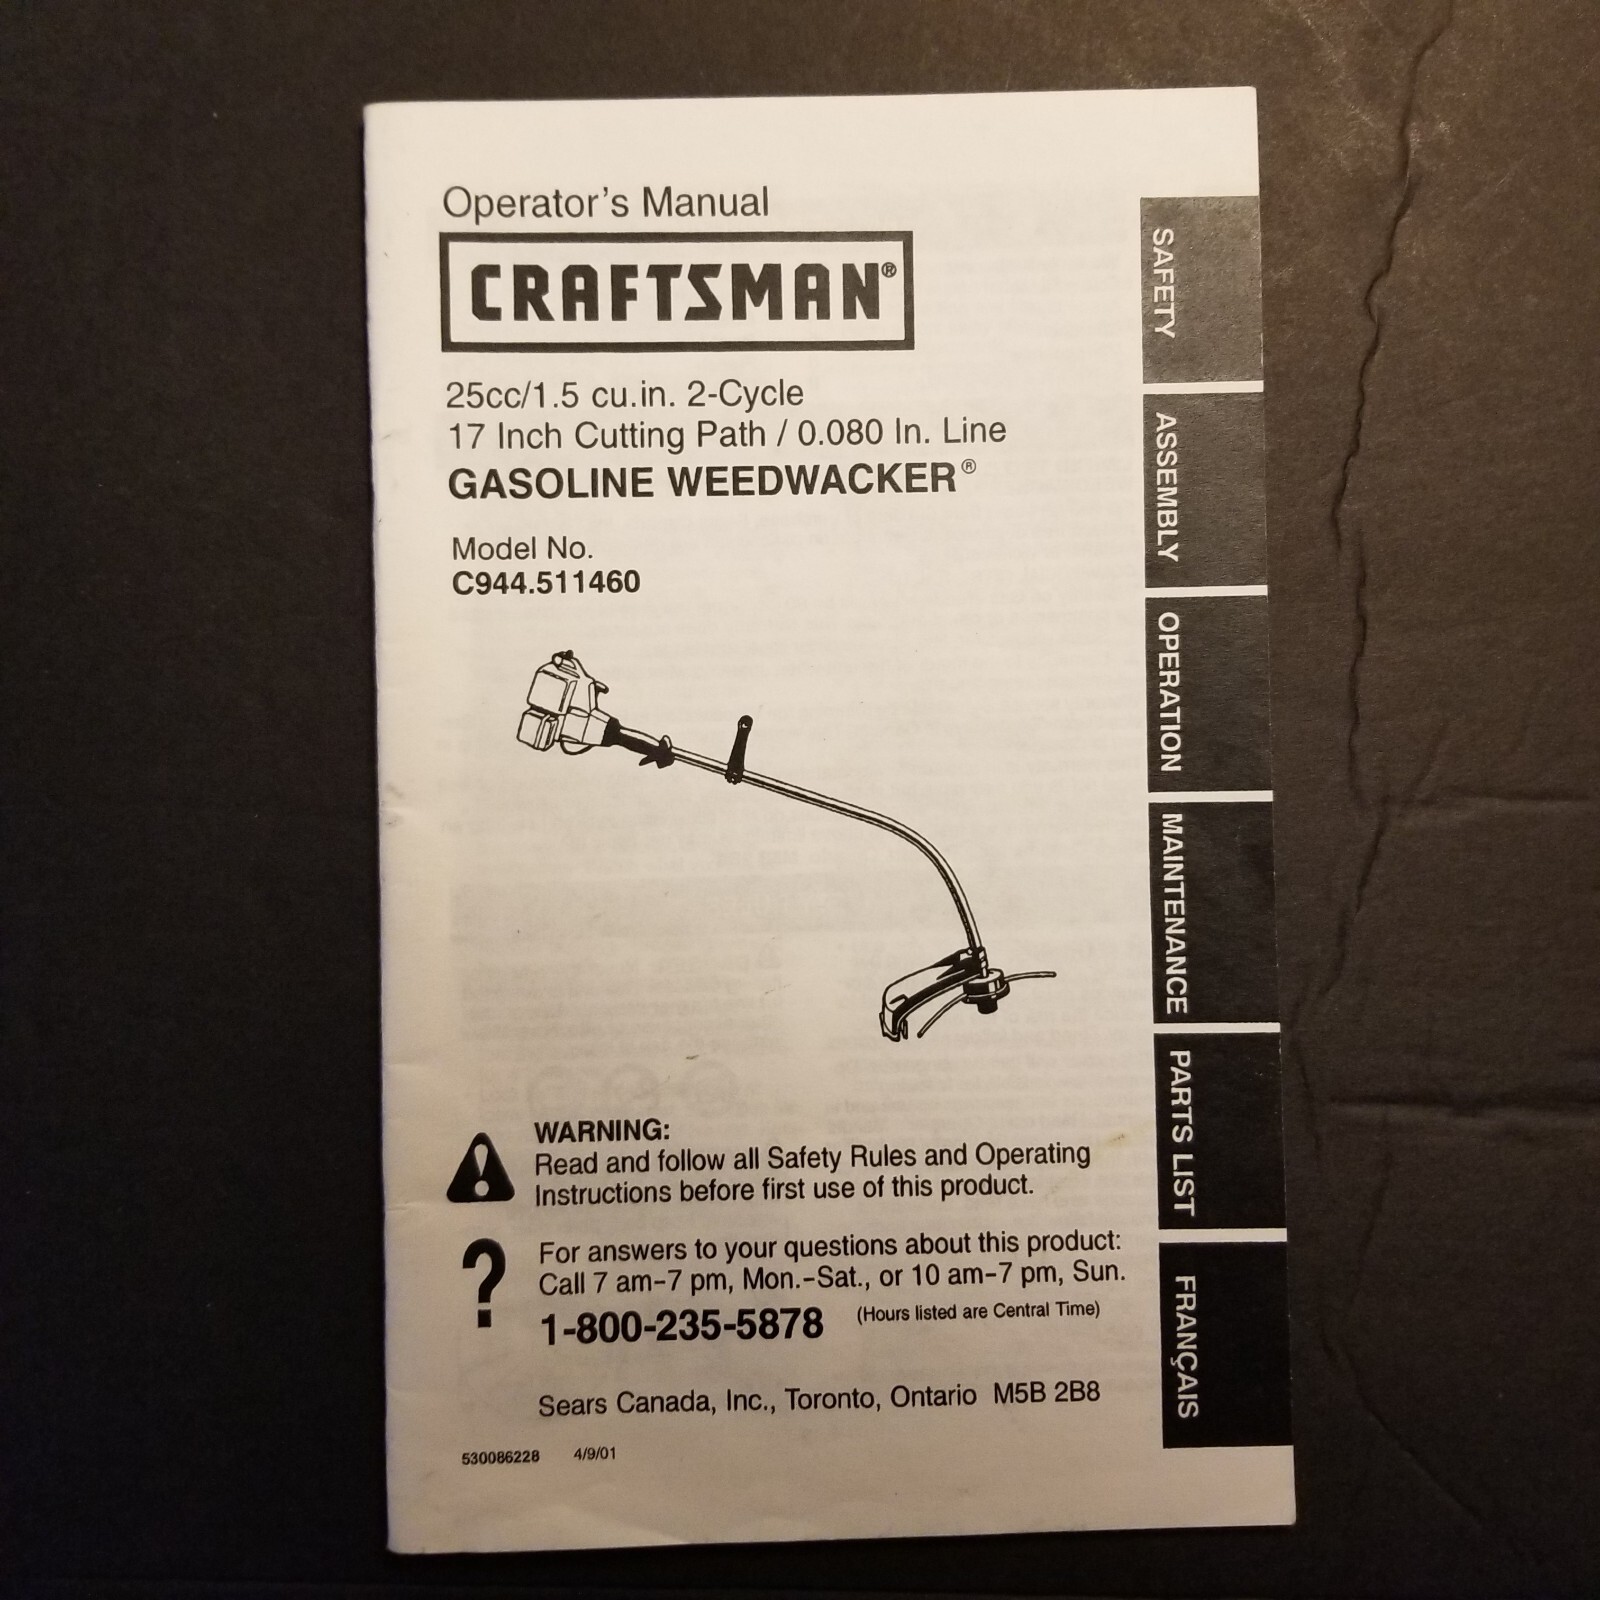 Operator's Manual
CRAFTSMAN®
25cc/1.5 cu.in. 2-Cycle
17 Inch Cutting Path / 0.080 In. Line
GASOLINE WEEDWACKER®
Model No.
C944.511460
WARNING:
Read and follow all Safety Rules and Operating
Instructions before first use of this product.
?
For answers to your questions about this product:
Call 7 am-7 pm, Mon.-Sat., or 10 am-7 pm, Sun.
1-800-235-5878 (Hours listed are Central Time)
Sears Canada, Inc., Toronto, Ontario M5B 2B8
530086228 4/9/01
SAFETY
ASSEMBLY
OPERATION
MAINTENANCE
PARTS LIST
FRANÇAIS